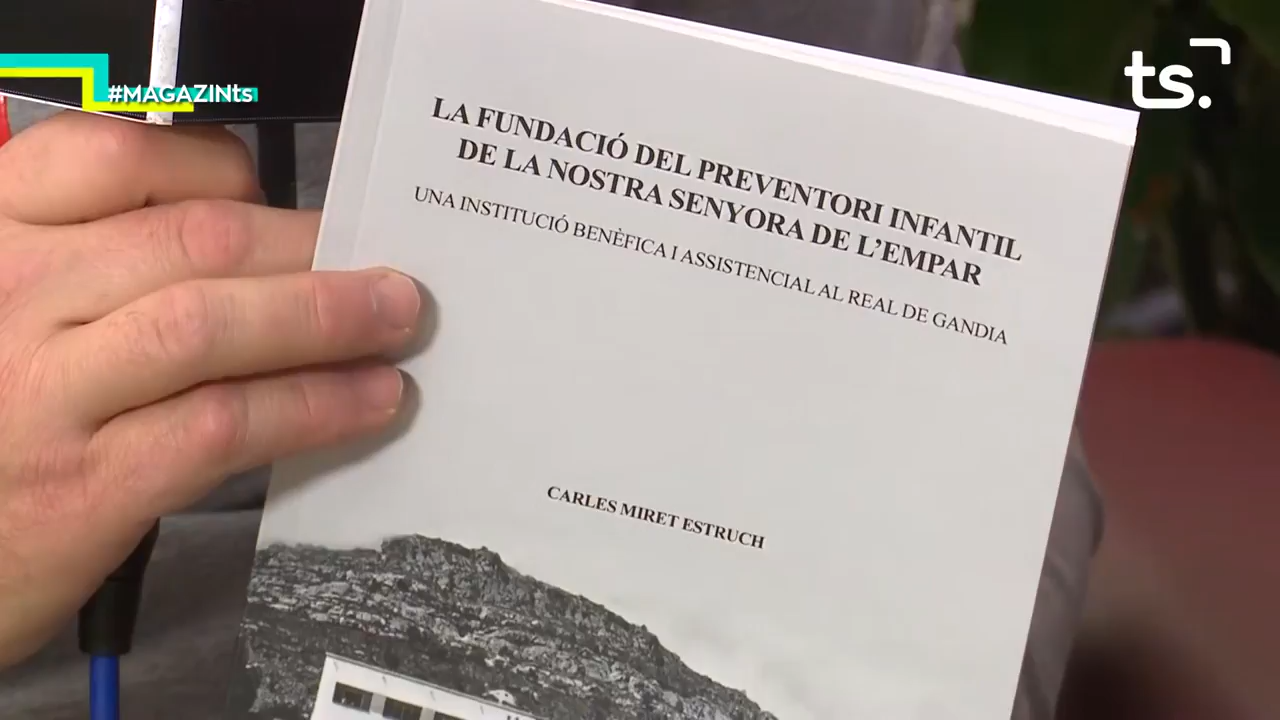 #MAGAZINts
ts.
LA FUNDACIÓ DEL PREVENTORI INFANTIL
DE LA NOSTRA SENYORA DE L'EMPAR
UNA INSTITUCIÓ BENÈFICA I ASSISTENCIAL AL REAL DE GANDIA
CARLES MIRET ESTRUCH